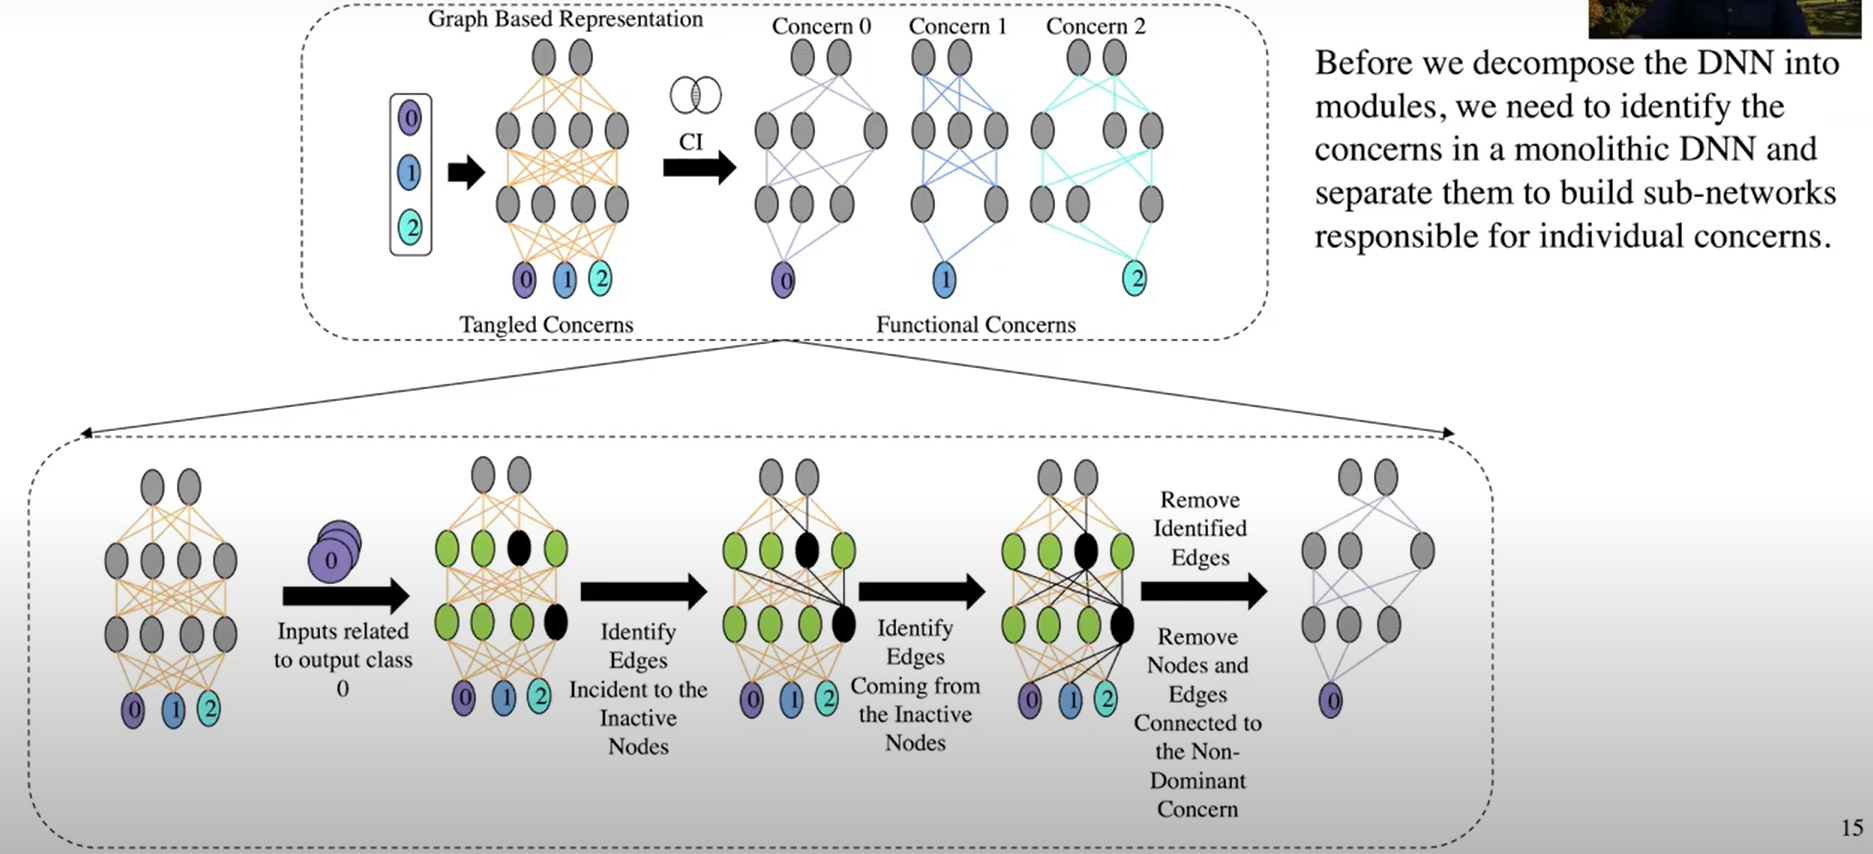 Graph Based Representation
Concern 0
Concern 1
Concern 2
0
1
2
CI
0 1 2
0
1
2
Tangled Concerns
Functional Concerns
Before we decompose the DNN into
modules, we need to identify the
concerns in a monolithic DNN and
separate them to build sub-networks
responsible for individual concerns.
0 1 2
0
Inputs related
to output class
0
0 1 2
Identify
Edges
Incident to the
Inactive
Nodes
0 1 2
Identify
Edges
Coming from
the Inactive
Nodes
0 1 2
Remove
Identified
Edges
Remove
Nodes and
Edges
Connected to
the Non-
Dominant
Concern
0
15